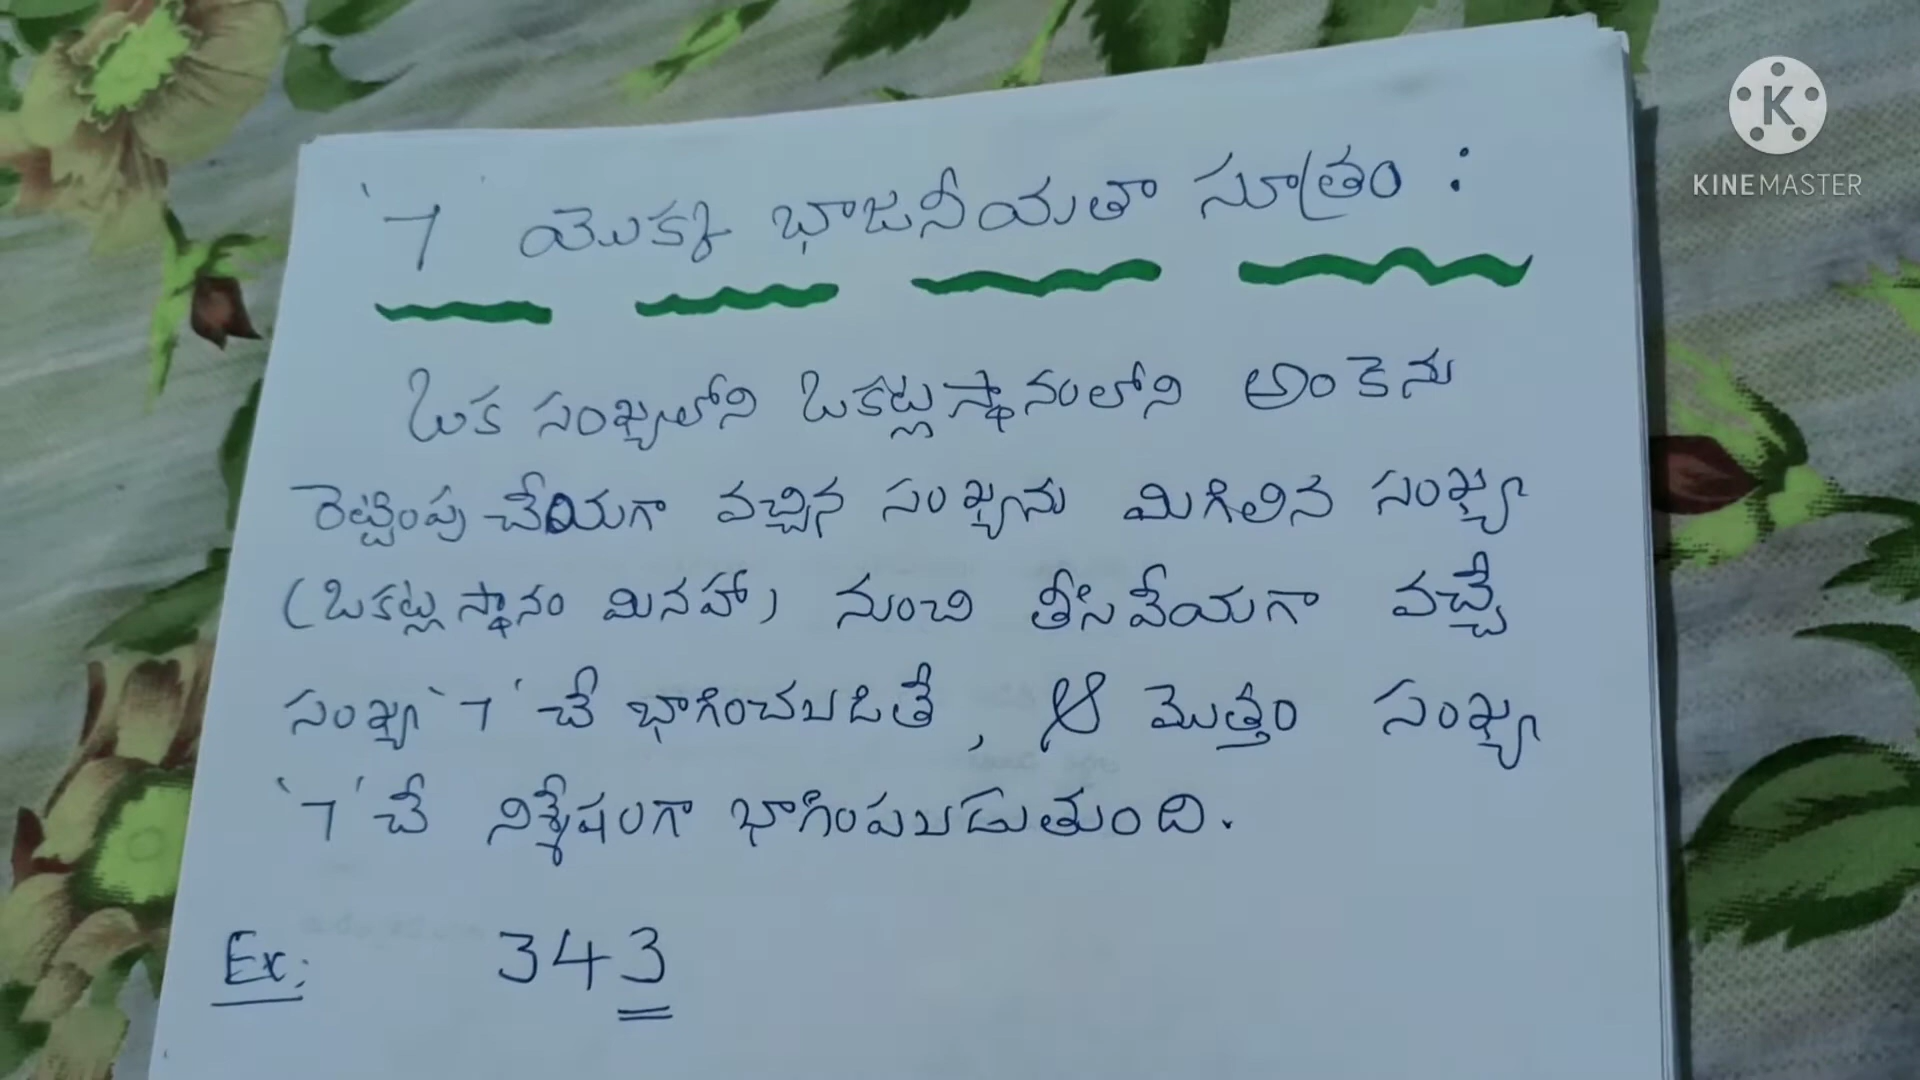 '7 యొక్క భాజనీయతా సూత్రం :
ఒక సంఖ్యలోని ఒకట్లు స్థానంలోని అంకెను
రెట్టింపు చేయగా వచ్చిన సంఖ్యను మిగిలిన సంఖ్య
(ఒకట్లు స్థానం మినహా) నుంచి తీసివేయగా వచ్చే
సంఖ్య '7' చే భాగించబడితే, ఆ మొత్తం సంఖ్య
'7' చే నిశ్శేషంగా భాగింపబడుతుంది.
Ex: 343
K
KINEMASTER